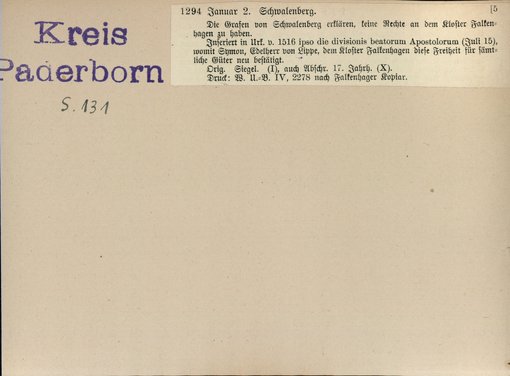 Kreis
Paderborn
S. 131
1294 Januar 2. Schwalenberg. [5
Die Grafen von Schwalenberg erklären, keine Rechte an dem Kloster Falken-
hagen zu haben.
Inseriert in Urk. v. 1516 ipso die divisionis beatorum Apostolorum (Juli 15),
womit Symon, Edelherr von Lippe, dem Kloster Falkenhagen diese Freiheit für sämt-
liche Güter neu bestätigt.
Orig. Siegel. (I), auch Abschr. 17. Jahrh. (X).
Druck: W. U.-B. IV, 2278 nach Falkenhager Kopiar.